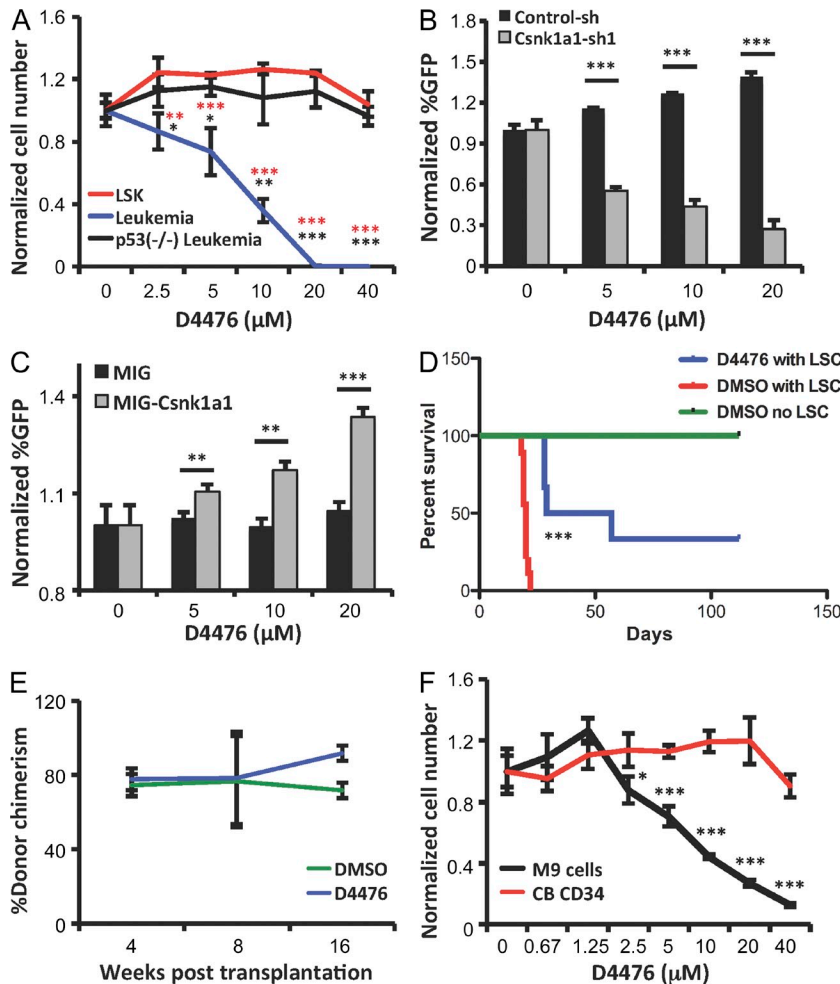 A
Normalized cell number
1.6
1.2
0.8
0.4
0
** 
*
***
*
***
**
***
***
***
***
LSK
Leukemia
p53(-/-) Leukemia
0 2.5 5 10 20 40
D4476 (µM)
B
Normalized %GFP
1.8
1.5
1.2
0.9
0.6
0.3
0
Control-sh
Csnk1a1-sh1
*** *** ***
0 5 10 20
D4476 (µM)
C
Normalized %GFP
1.4
1.1
0.8
MIG
MIG-Csnk1a1
** ** ***
0 5 10 20
D4476 (µM)
D
Percent survival
150
100
50
0
D4476 with LSC
DMSO with LSC
DMSO no LSC
***
0 50 100 150
Days
E
%Donor chimerism
120
80
40
0
DMSO
D4476
4 8 16
Weeks post transplantation
F
Normalized cell number
1.6
1.2
0.8
0.4
0
* *** *** *** ***
M9 cells
CB CD34
0 0.67 1.25 2.5 5 10 20 40
D4476 (µM)